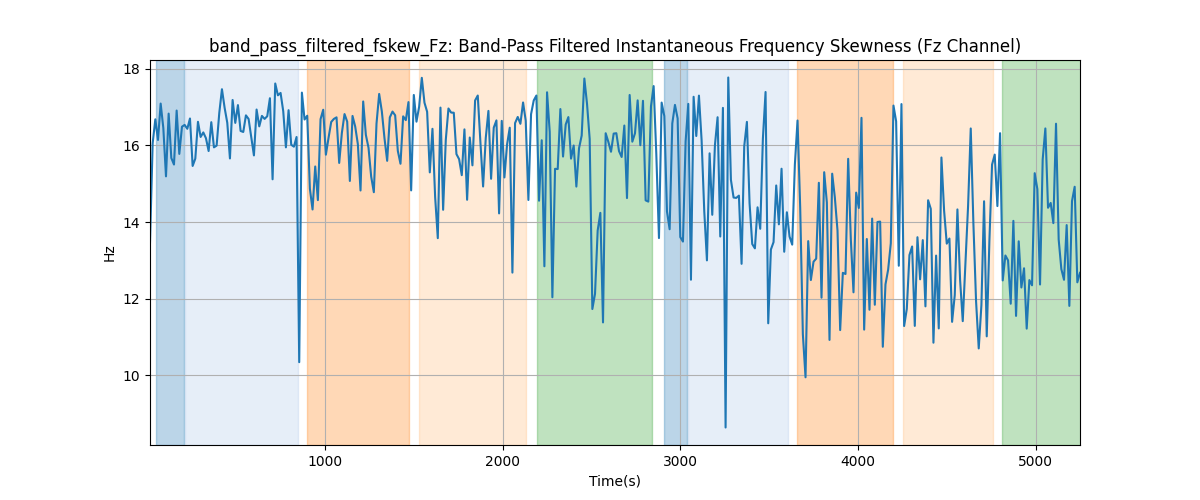 band_pass_filtered_fskew_Fz: Band-Pass Filtered Instantaneous Frequency Skewness (Fz Channel)
18
16
14
12
10
Hz
1000 2000 3000 4000 5000
Time(s)